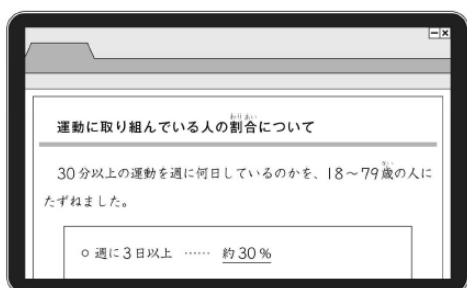 運動に取り組んでいる人の割合について
30分以上の運動を週に何日しているのかを、18〜79歳の人に
たずねました。
○ 週に3日以上 …… 約30%